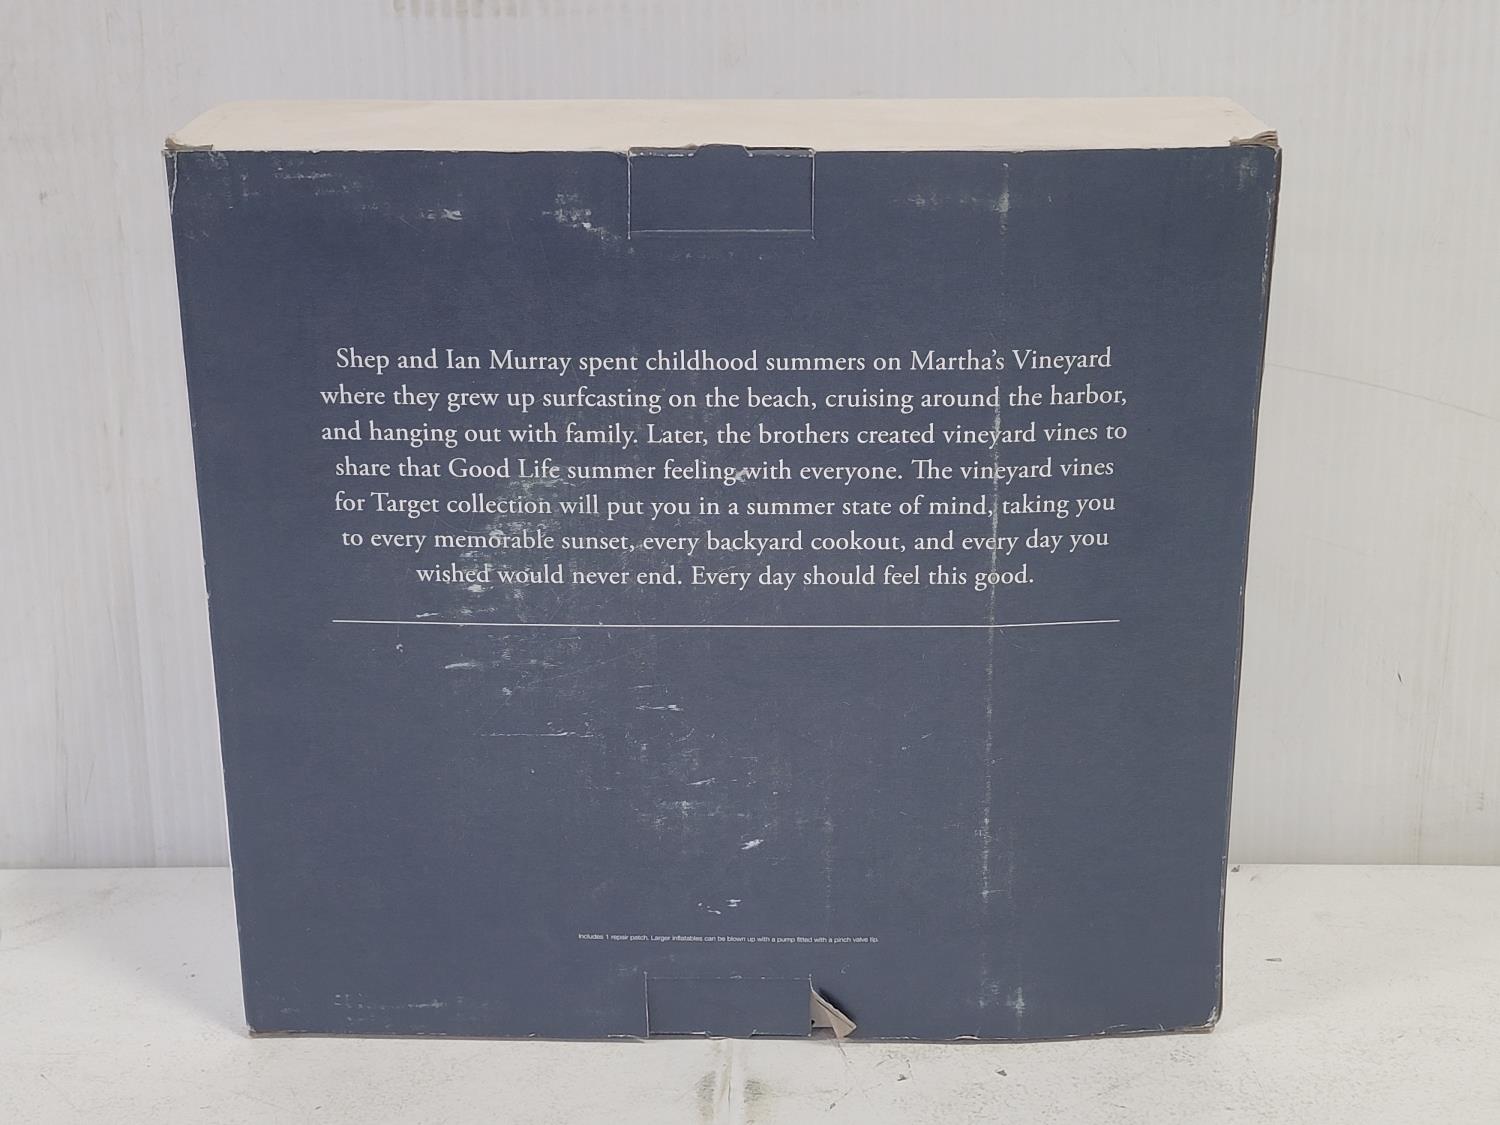 Shep and Ian Murray spent childhood summers on Martha's Vineyard
where they grew up surfcasting on the beach, cruising around the harbor,
and hanging out with family. Later, the brothers created vineyard vines to
share that Good Life summer feeling with everyone. The vineyard vines
for Target collection will put you in a summer state of mind, taking you
to every memorable sunset, every backyard cookout, and every day you
wished would never end. Every day should feel this good.
Includes 1 repair patch. Larger inflatables can be blown up with a pump fitted with a pinch valve tip.